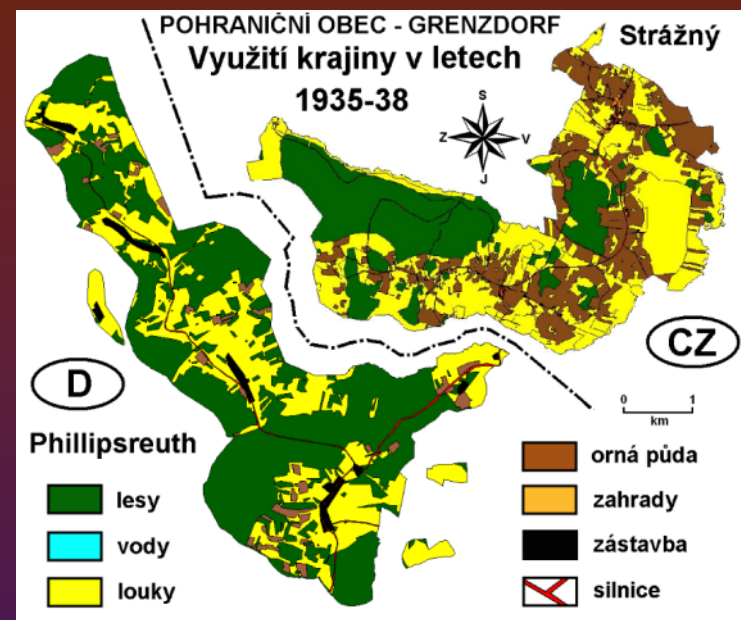 POHRANIČNÍ OBEC - GRENZDORF
Využití krajiny v letech
1935-38
Strážný
S
Z
V
J
D
CZ
0 1
km
Phillipsreuth
lesy
vody
louky
orná půda
zahrady
zástavba
silnice